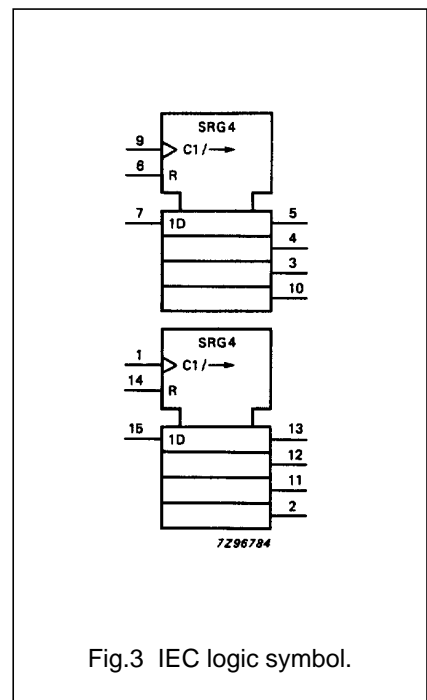 SRG4
9 C1/→
6 R
7 1D 5
4
3
10
SRG4
1 C1/→
14 R
15 1D 13
12
11
2
7Z96784
Fig.3 IEC logic symbol.